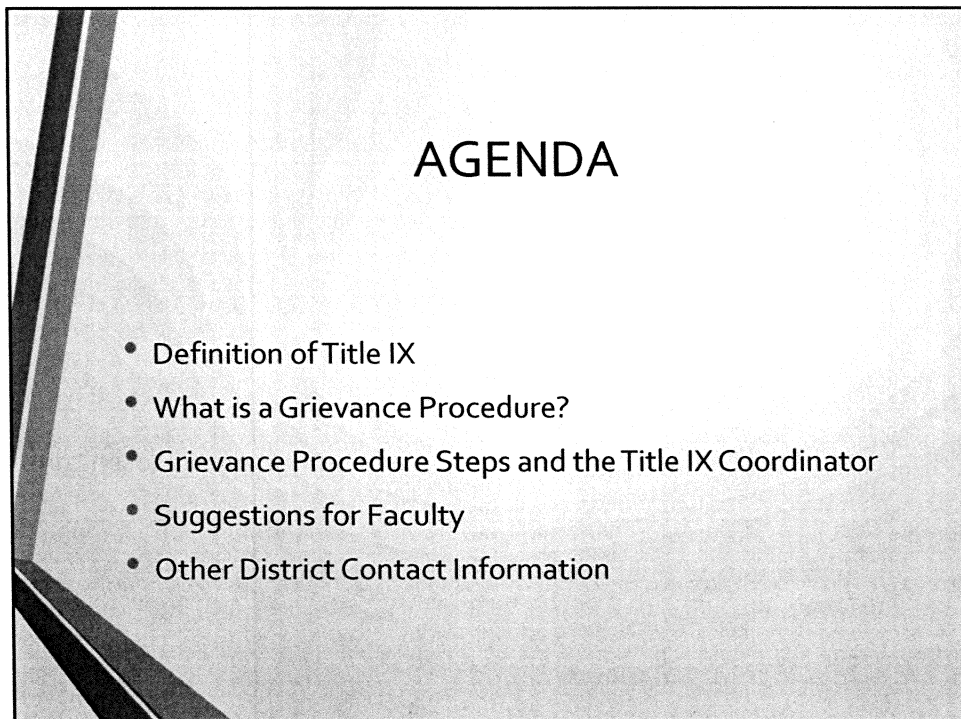 AGENDA
• Definition of Title IX
• What is a Grievance Procedure?
• Grievance Procedure Steps and the Title IX Coordinator
• Suggestions for Faculty
• Other District Contact Information